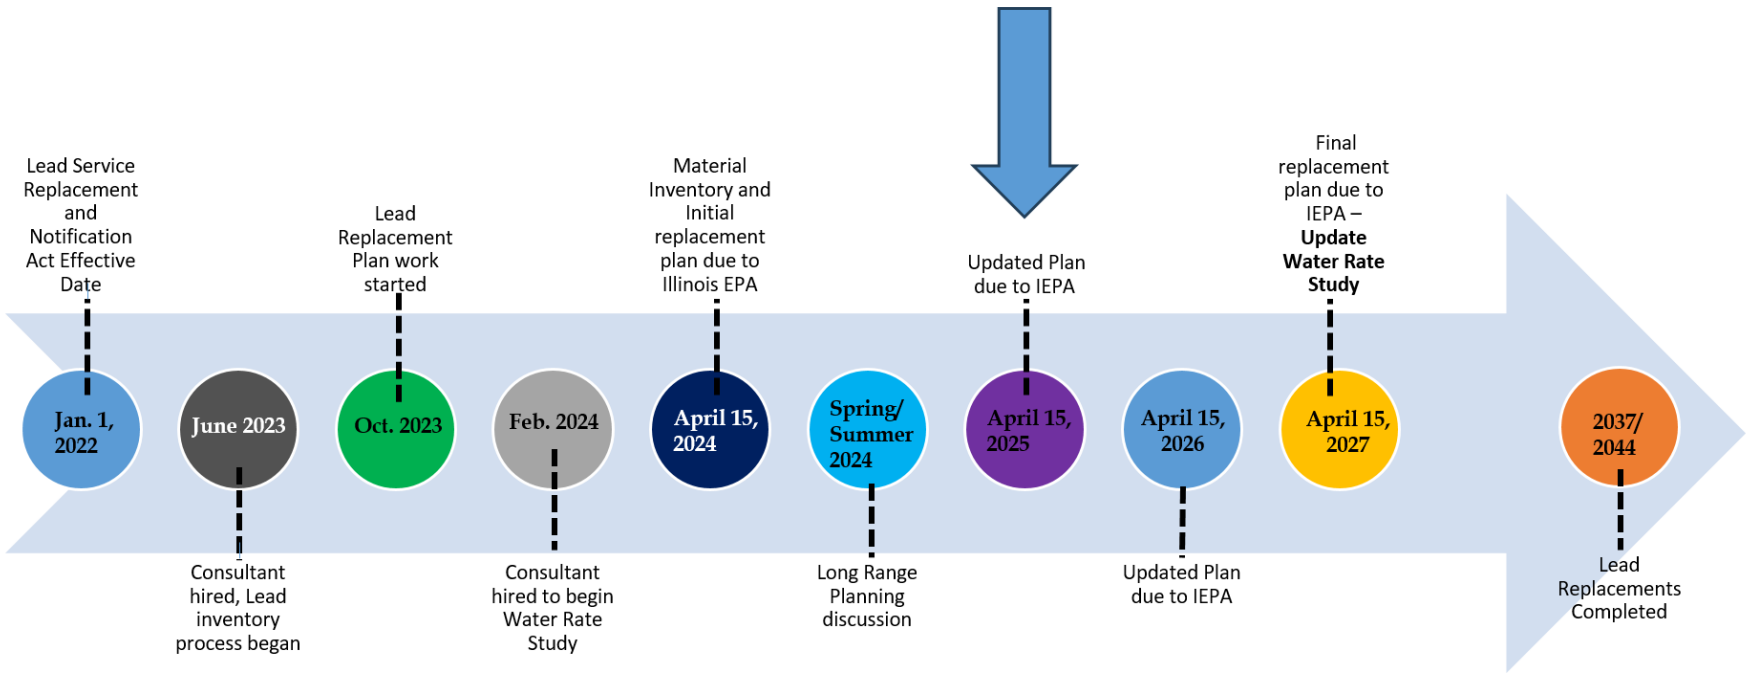 Lead Service
Replacement
and
Notification
Act Effective
Date
Jan. 1,
2022
June 2023
Consultant
hired, Lead
inventory
process began
Lead
Replacement
Plan work
started
Oct. 2023
Feb. 2024
Consultant
hired to begin
Water Rate
Study
Material
Inventory and
Initial
replacement
plan due to
Illinois EPA
April 15,
2024
Spring/
Summer
2024
Long Range
Planning
discussion
Updated Plan
due to IEPA
April 15,
2025
April 15,
2026
Updated Plan
due to IEPA
Final
replacement
plan due to
IEPA –
Update
Water Rate
Study
April 15,
2027
2037/
2044
Lead
Replacements
Completed